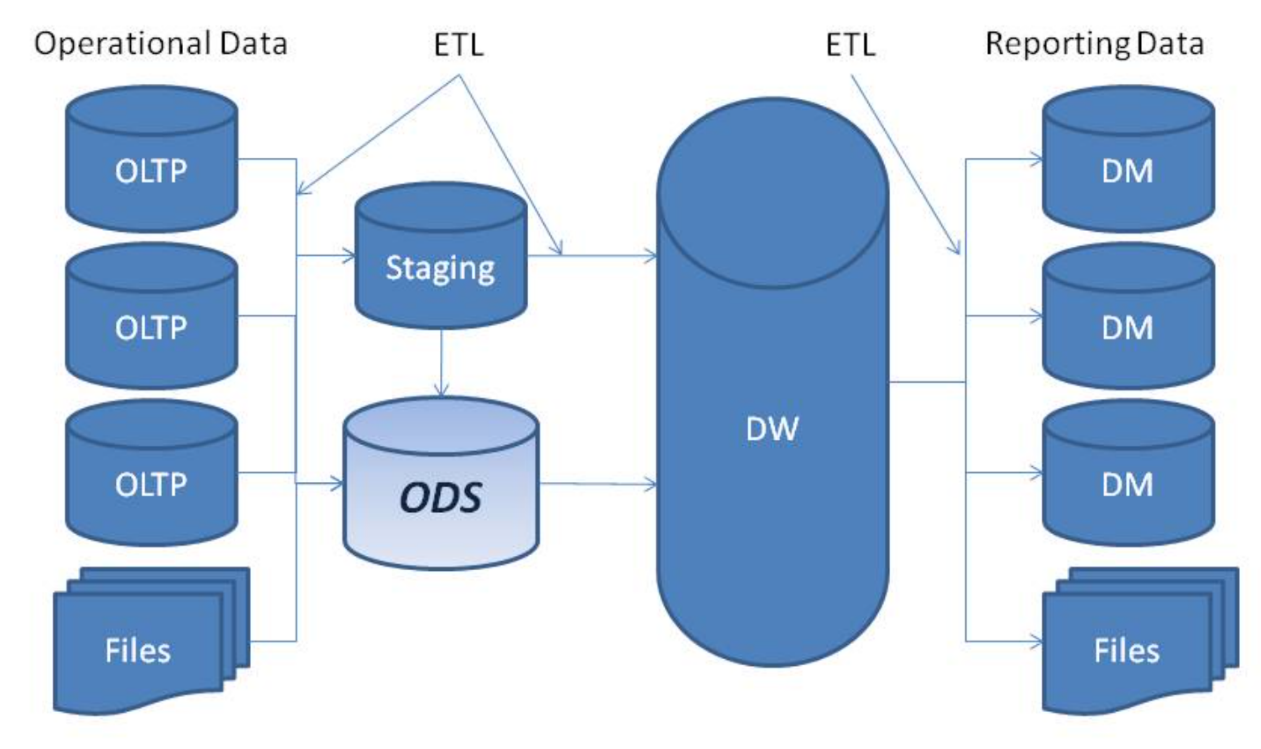 Operational Data
ETL
ETL
Reporting Data
OLTP
OLTP
OLTP
Files
Staging
ODS
DW
DM
DM
DM
Files